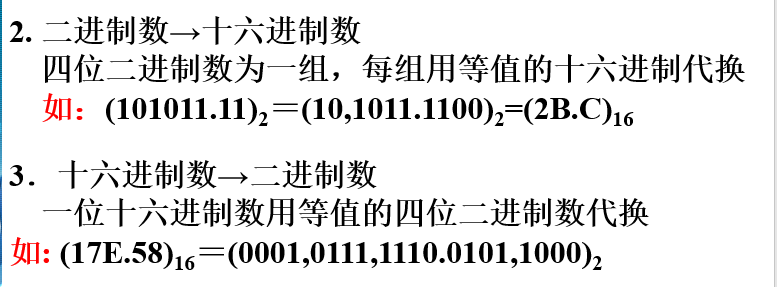 2. 二进制数→十六进制数
四位二进制数为一组，每组用等值的十六进制代换
如：(101011.11)₂＝(10,1011.1100)₂=(2B.C)₁₆
3．十六进制数→二进制数
一位十六进制数用等值的四位二进制数代换
如: (17E.58)₁₆＝(0001,0111,1110.0101,1000)₂